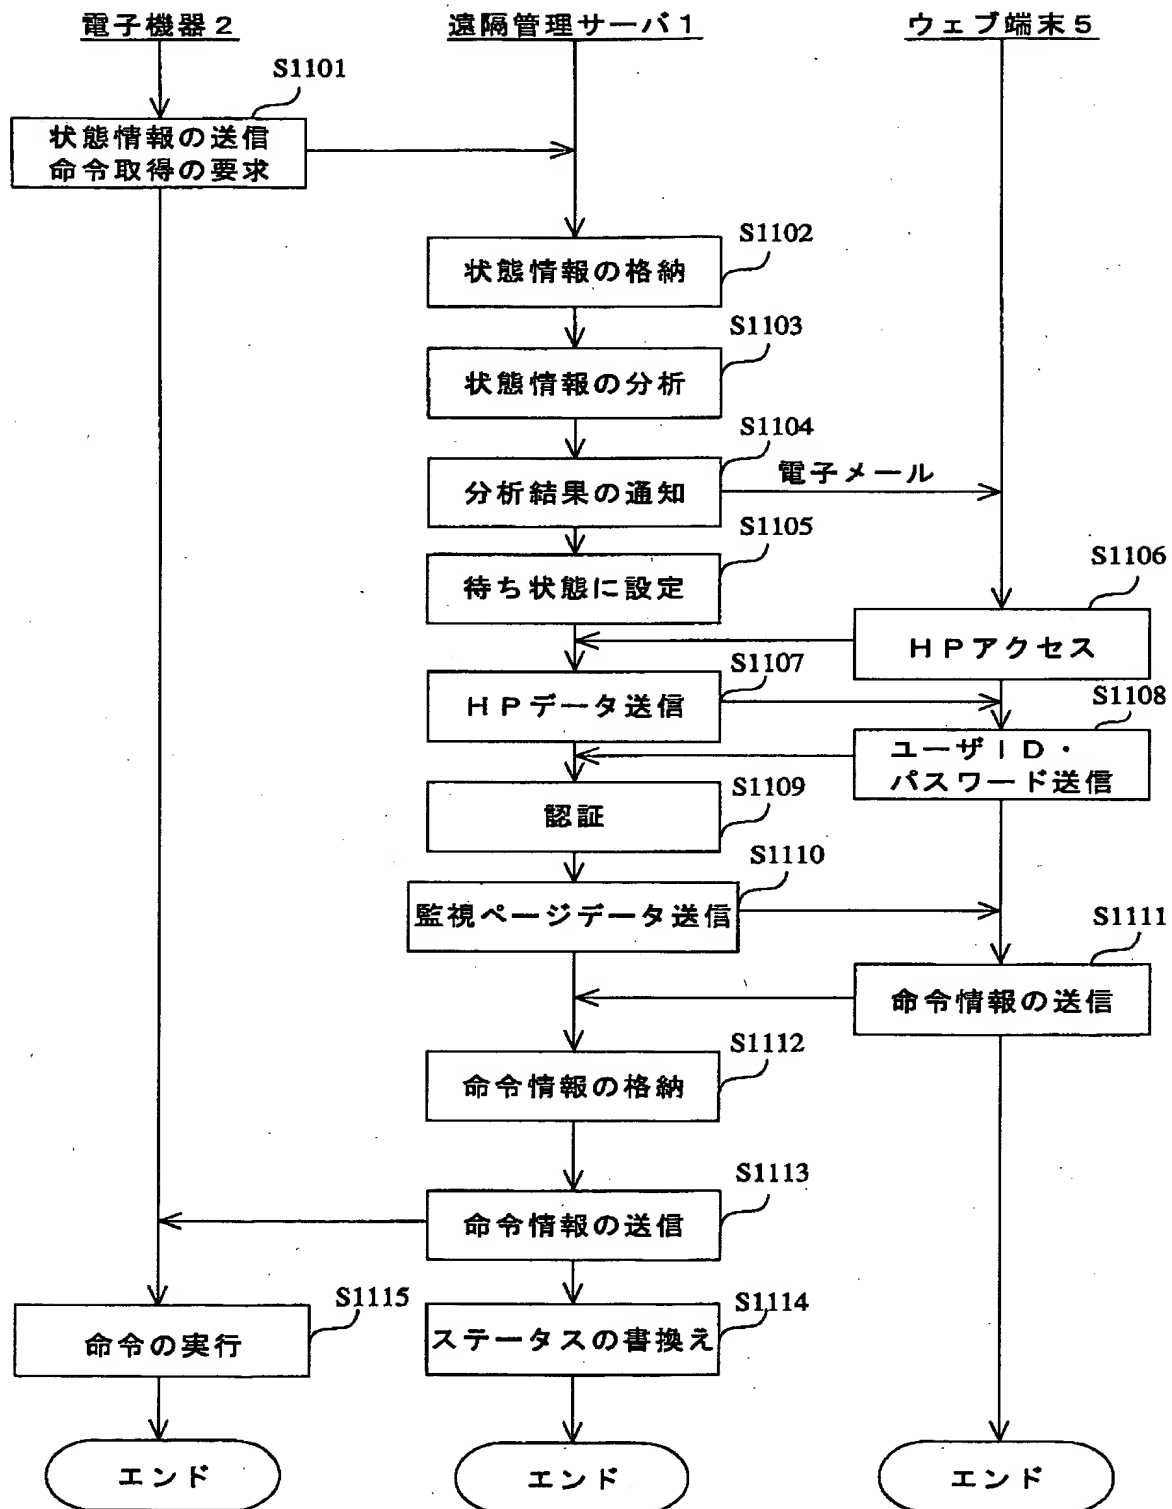 電子機器２
遠隔管理サーバ１
ウェブ端末５
S1101
状態情報の送信
命令取得の要求
S1102
状態情報の格納
S1103
状態情報の分析
S1104
分析結果の通知
電子メール
S1105
待ち状態に設定
S1106
ＨＰアクセス
S1107
ＨＰデータ送信
S1108
ユーザＩＤ・
パスワード送信
S1109
認証
S1110
監視ページデータ送信
S1111
命令情報の送信
S1112
命令情報の格納
S1113
命令情報の送信
S1114
ステータスの書換え
S1115
命令の実行
エンド
エンド
エンド